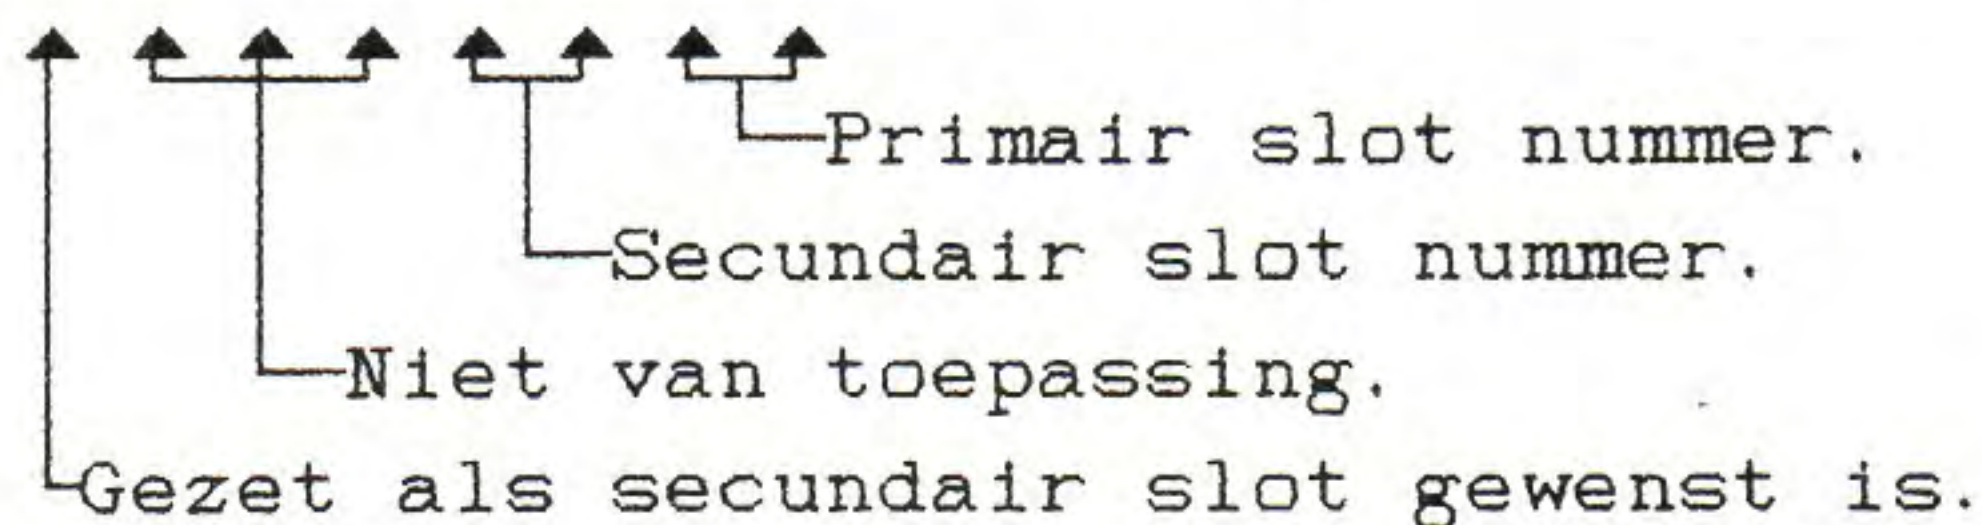 Primair slot nummer.
Secundair slot nummer.
Niet van toepassing.
Gezet als secundair slot gewenst is.